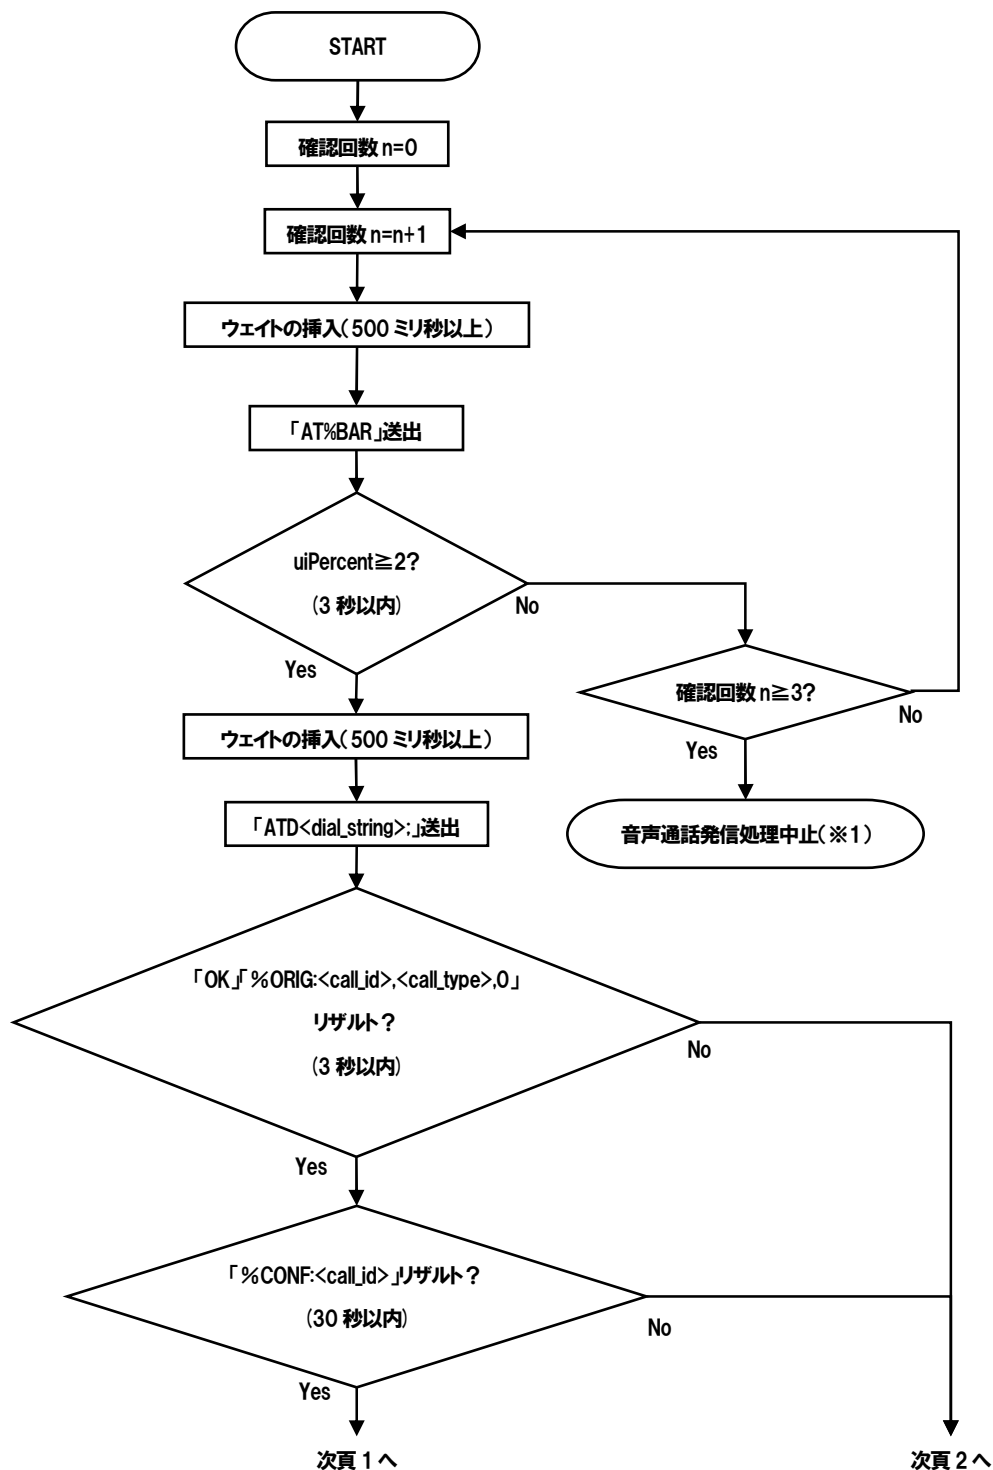 START
確認回数 n=0
確認回数 n=n+1
ウェイトの挿入(500 ミリ秒以上)
「AT%BAR」送出
uiPercent≧2?
(3 秒以内)
No
Yes
確認回数 n≧3?
No
Yes
ウェイトの挿入(500 ミリ秒以上)
「ATD<dial_string>;」送出
音声通話発信処理中止(※1)
「OK」「%ORIG:<call_id>,<call_type>,0」
リザルト?
(3 秒以内)
No
Yes
「%CONF:<call_id>」リザルト?
(30 秒以内)
No
Yes
次頁 1 へ
次頁 2 へ